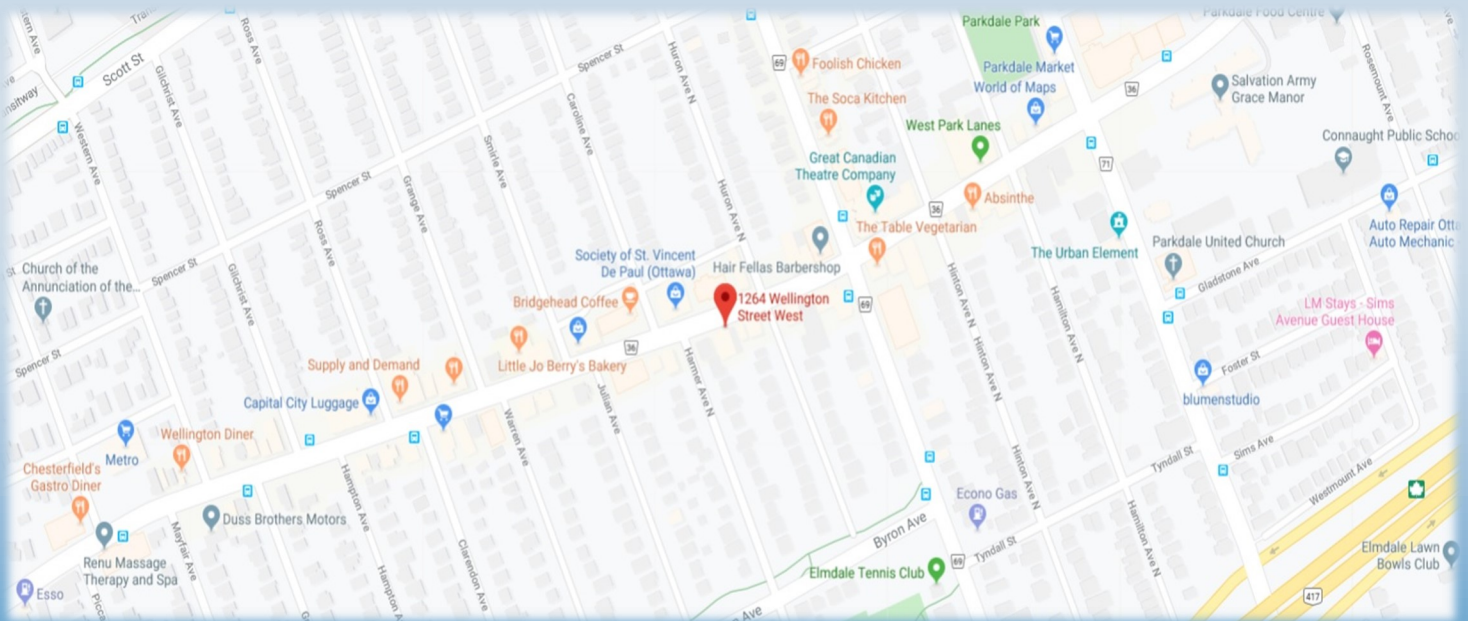 Parkdale Food Centre
Parkdale Park
Ross Ave
Scott St
Spencer St
Huron Ave N
69
Foolish Chicken
Parkdale Market
Rosemount Ave
Gilchrist Ave
36
Salvation Army
Grace Manor
World of Maps
The Soca Kitchen
Caroline Ave
West Park Lanes
Connaught Public Schoo
Western Ave
Smirle Ave
71
Great Canadian
Theatre Company
Spencer St
Grange Ave
Huron Ave N
Absinthe
36
Auto Repair Otta
Auto Mechanic
The Table Vegetarian
Ross Ave
The Urban Element
Parkdale United Church
Society of St. Vincent
De Paul (Ottawa)
Hair Fellas Barbershop
Church of the
Annunciation of the...
Spencer St
Gilchrist Ave
Gladstone Ave
Hinton Ave N
Hamilton Ave N
Bridgehead Coffee
1264 Wellington
Street West
69
LM Stays - Sims
Avenue Guest House
36
Spencer St
Supply and Demand
Little Jo Berry's Bakery
Harmer Ave N
Hinton Ave N
Foster St
Capital City Luggage
Julian Ave
blumenstudio
Wellington Diner
Warren Ave
Metro
Chesterfield's
Gastro Diner
Hampton Ave
Hinton Ave N
Tyndall St
Sims Ave
Westmount Ave
Econo Gas
Duss Brothers Motors
Mayfair Ave
Byron Ave
Hamilton Ave N
Tyndall St
69
Renu Massage
Therapy and Spa
Clarendon Ave
Elmdale Tennis Club
Elmdale Lawn
Bowls Club
Esso
Hampton A
417
Ave